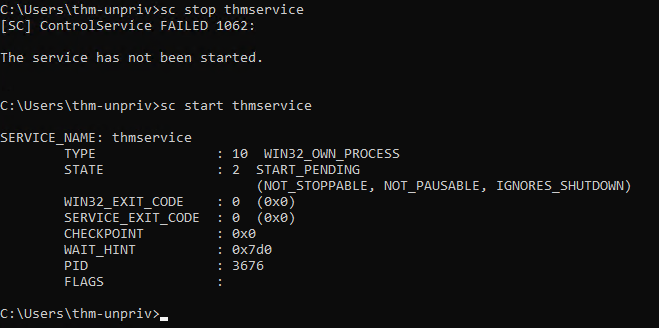 C:\Users\thm-unpriv>sc stop thmservice
[SC] ControlService FAILED 1062:

The service has not been started.

C:\Users\thm-unpriv>sc start thmservice

SERVICE_NAME: thmservice
        TYPE               : 10  WIN32_OWN_PROCESS
        STATE              : 2  START_PENDING
                                (NOT_STOPPABLE, NOT_PAUSABLE, IGNORES_SHUTDOWN)
        WIN32_EXIT_CODE    : 0  (0x0)
        SERVICE_EXIT_CODE  : 0  (0x0)
        CHECKPOINT         : 0x0
        WAIT_HINT          : 0x7d0
        PID                : 3676
        FLAGS              :

C:\Users\thm-unpriv>